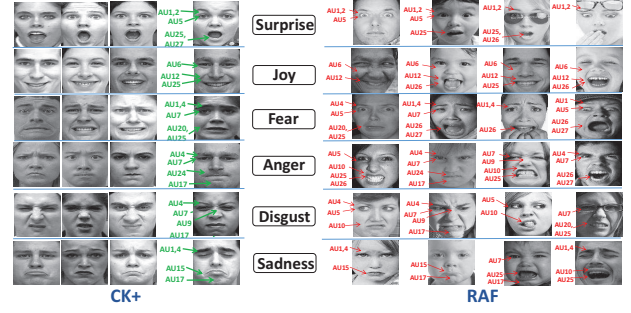 AU1,2
AU5
AU25,
AU27
Surprise
AU1,2
AU5
AU1,2
AU25
AU1,2
AU25,
AU26
AU1,2
AU6
AU12
AU25
Joy
AU6
AU12
AU6
AU12
AU26
AU6
AU12
AU25
AU6
AU12
AU26
AU1,4
AU7
AU20,
AU25
Fear
AU4
AU5
AU20,
AU25
AU1,4
AU7
AU26
AU27
AU1,4
AU26
AU1
AU5
AU26
AU27
AU4
AU7
AU24
AU17
Anger
AU5
AU10
AU25
AU26
AU4
AU7
AU24
AU17
AU7
AU9
AU10
AU25
AU4
AU7
AU26
AU27
AU4
AU7
AU9
AU17
Disgust
AU4
AU5
AU10
AU4
AU7
AU9
AU17
AU5
AU10
AU7
AU20
AU25
AU1,4
AU15
AU17
Sadness
AU1,4
AU15
AU15
AU17
AU7
AU25
AU17
AU1,4
AU10
AU25
CK+
RAF